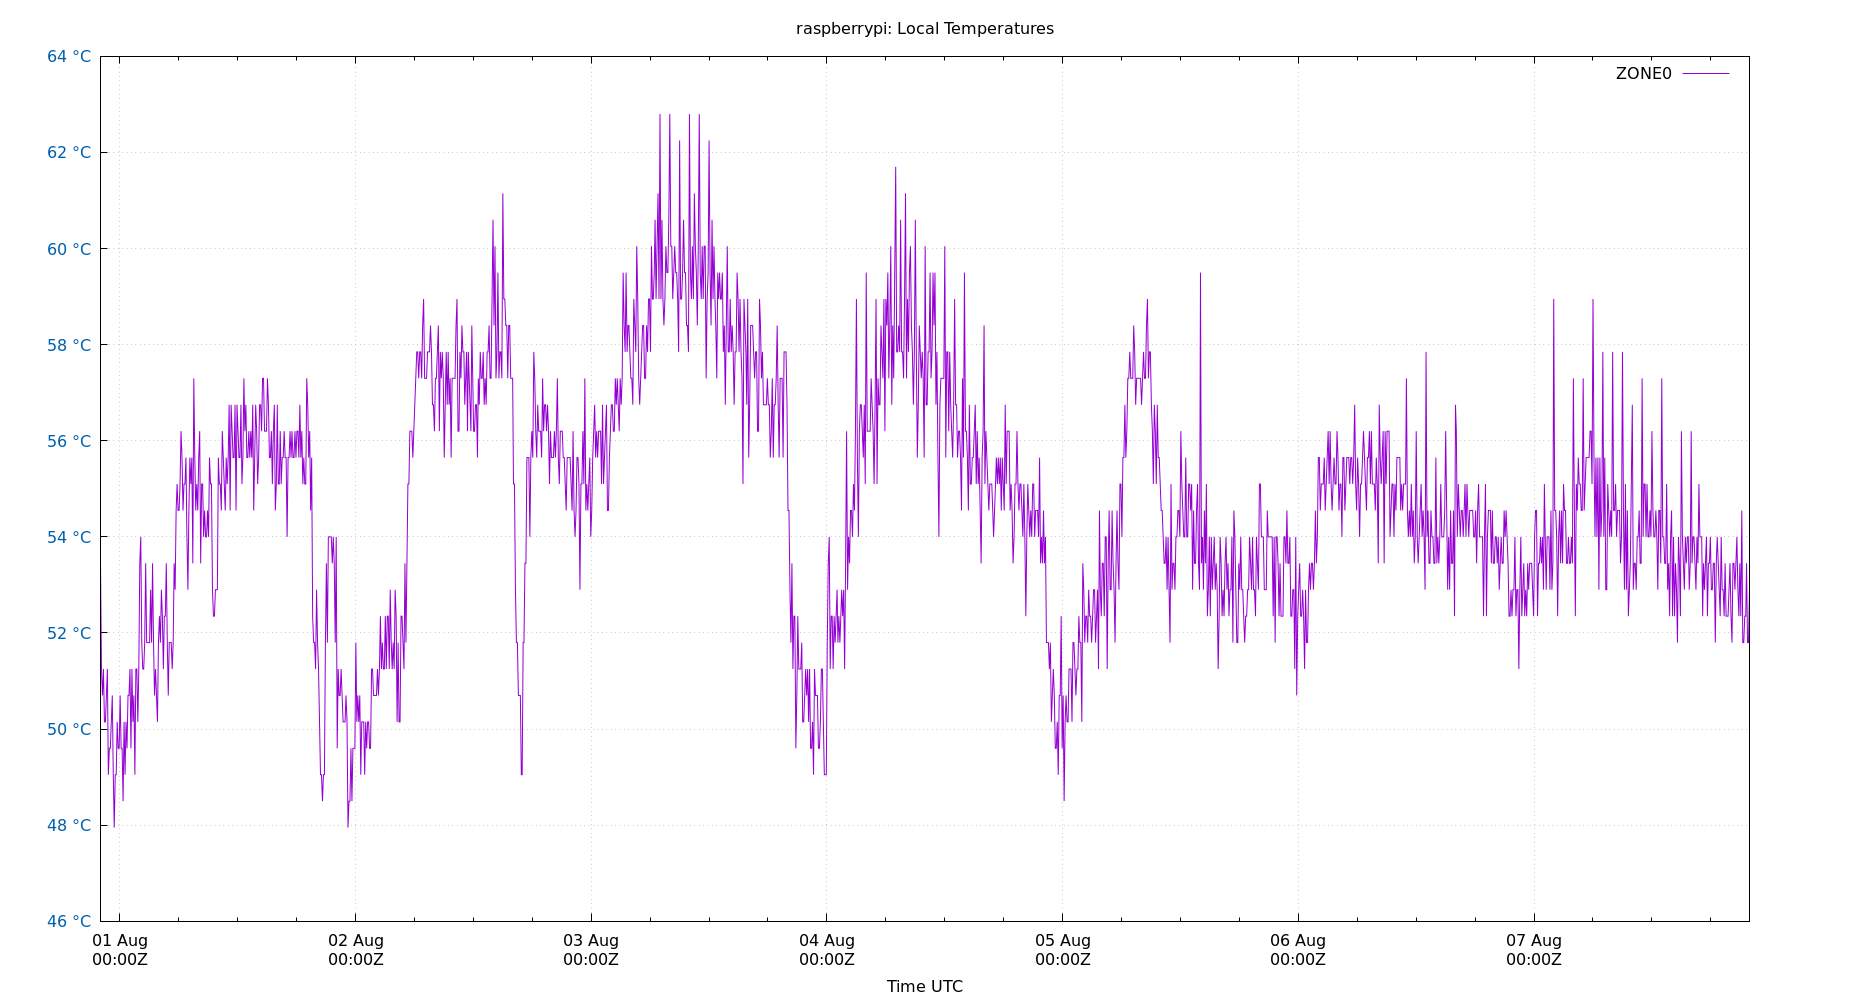 raspberrypi: Local Temperatures
64 °C
ZONE0
62 °C
60 °C
58 °C
56 °C
54 °C
52 °C
50 °C
48 °C
46 °C
01 Aug 02 Aug 03 Aug 04 Aug 05 Aug 06 Aug 07 Aug
00:00Z 00:00Z 00:00Z 00:00Z 00:00Z 00:00Z 00:00Z
Time UTC